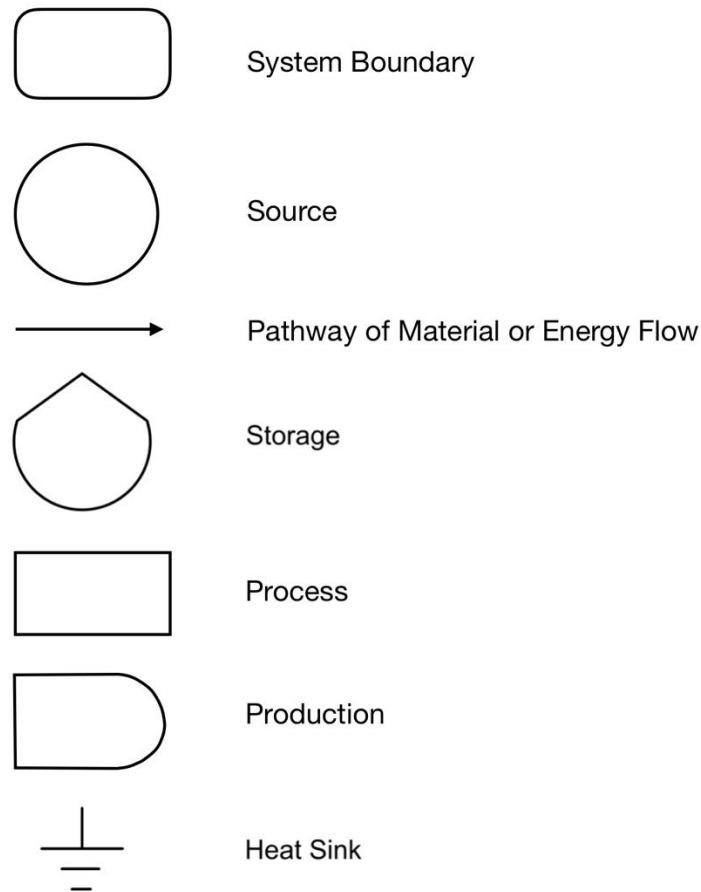 System Boundary
Source
Pathway of Material or Energy Flow
Storage
Process
Production
Heat Sink